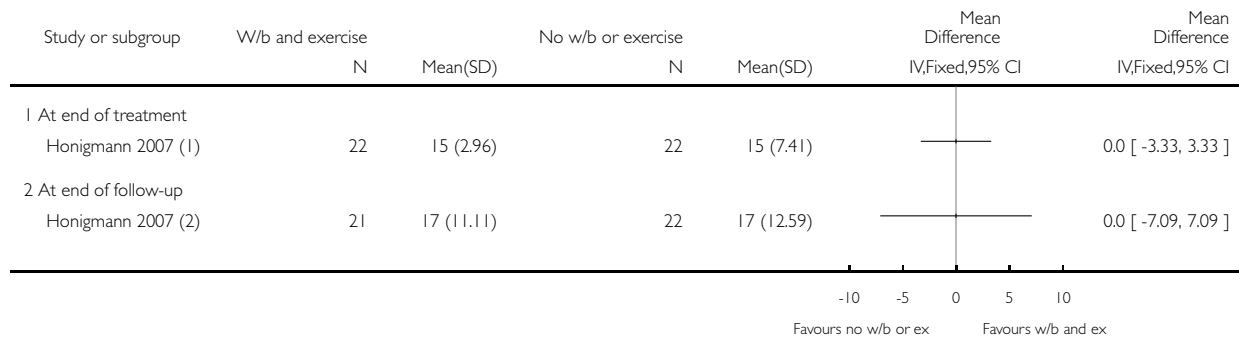 Study or subgroup W/b and exercise No w/b or exercise Mean Difference Mean Difference
N Mean(SD) N Mean(SD) IV,Fixed,95% CI IV,Fixed,95% CI
1 At end of treatment
Honigmann 2007 (1) 22 15 (2.96) 22 15 (7.41) 0.0 [ -3.33, 3.33 ]
2 At end of follow-up
Honigmann 2007 (2) 21 17 (11.11) 22 17 (12.59) 0.0 [ -7.09, 7.09 ]
-10 -5 0 5 10
Favours no w/b or ex Favours w/b and ex